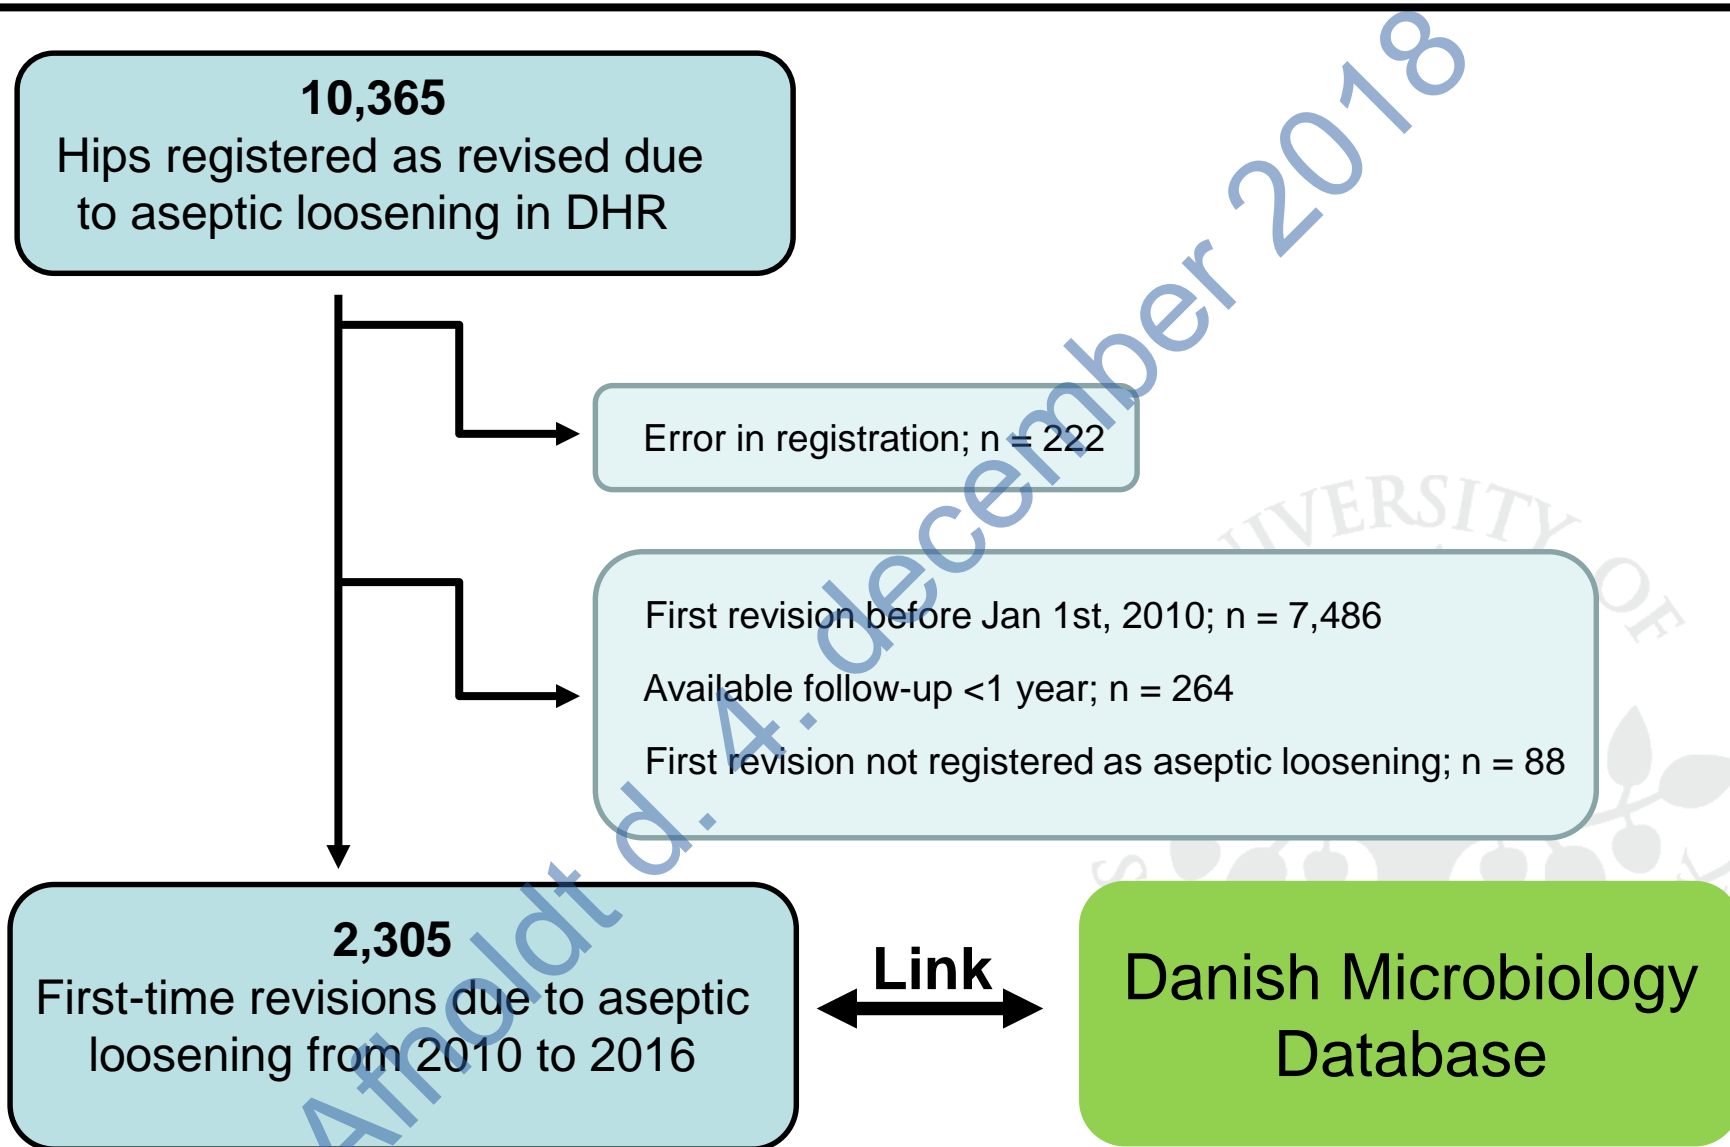 10,365
Hips registered as revised due
to aseptic loosening in DHR
Error in registration; n = 222
First revision before Jan 1st, 2010; n = 7,486
Available follow-up <1 year; n = 264
First revision not registered as aseptic loosening; n = 88
2,305
First-time revisions due to aseptic
loosening from 2010 to 2016
Link
Danish Microbiology
Database
Afholdt d. 4. december 2018
OF